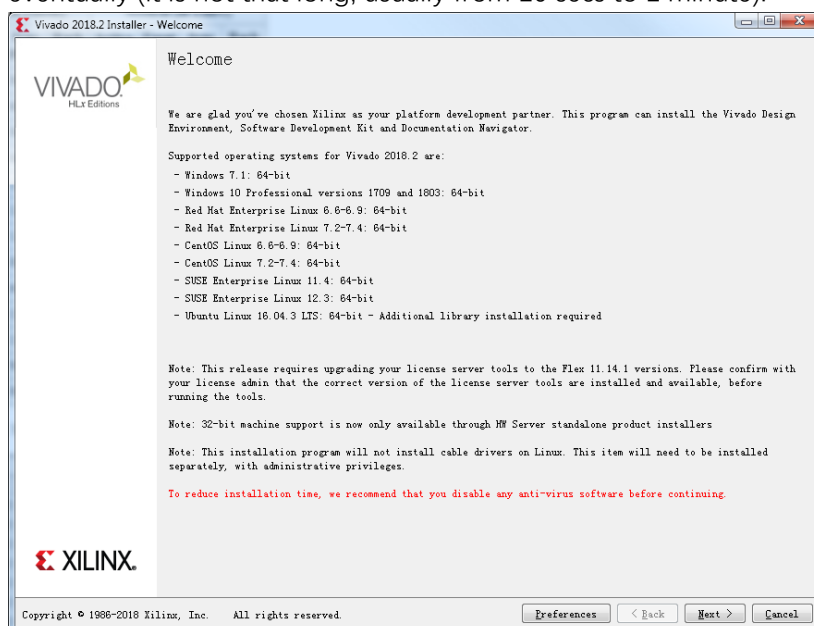 eventually (it is not that long, usually from 20 secs to 1 minute).
Vivado 2018.2 Installer - Welcome
VIVADO.
HLx Editions
Welcome
We are glad you've chosen Xilinx as your platform development partner. This program can install the Vivado Design
Environment, Software Development Kit and Documentation Navigator.
Supported operating systems for Vivado 2018.2 are:
- Windows 7.1: 64-bit
- Windows 10 Professional versions 1709 and 1803: 64-bit
- Red Hat Enterprise Linux 6.6-6.9: 64-bit
- Red Hat Enterprise Linux 7.2-7.4: 64-bit
- CentOS Linux 6.6-6.9: 64-bit
- CentOS Linux 7.2-7.4: 64-bit
- SUSE Enterprise Linux 11.4: 64-bit
- SUSE Enterprise Linux 12.3: 64-bit
- Ubuntu Linux 16.04.3 LTS: 64-bit - Additional library installation required
Note: This release requires upgrading your license server tools to the Flex 11.14.1 versions. Please confirm with
your license admin that the correct version of the license server tools are installed and available, before
running the tools.
Note: 32-bit machine support is now only available through HW Server standalone product installers
Note: This installation program will not install cable drivers on Linux. This item will need to be installed
separately, with administrative privileges.
To reduce installation time, we recommend that you disable any anti-virus software before continuing.
XILINX.
Copyright © 1986-2018 Xilinx, Inc. All rights reserved.
Preferences
< Back
Next >
Cancel